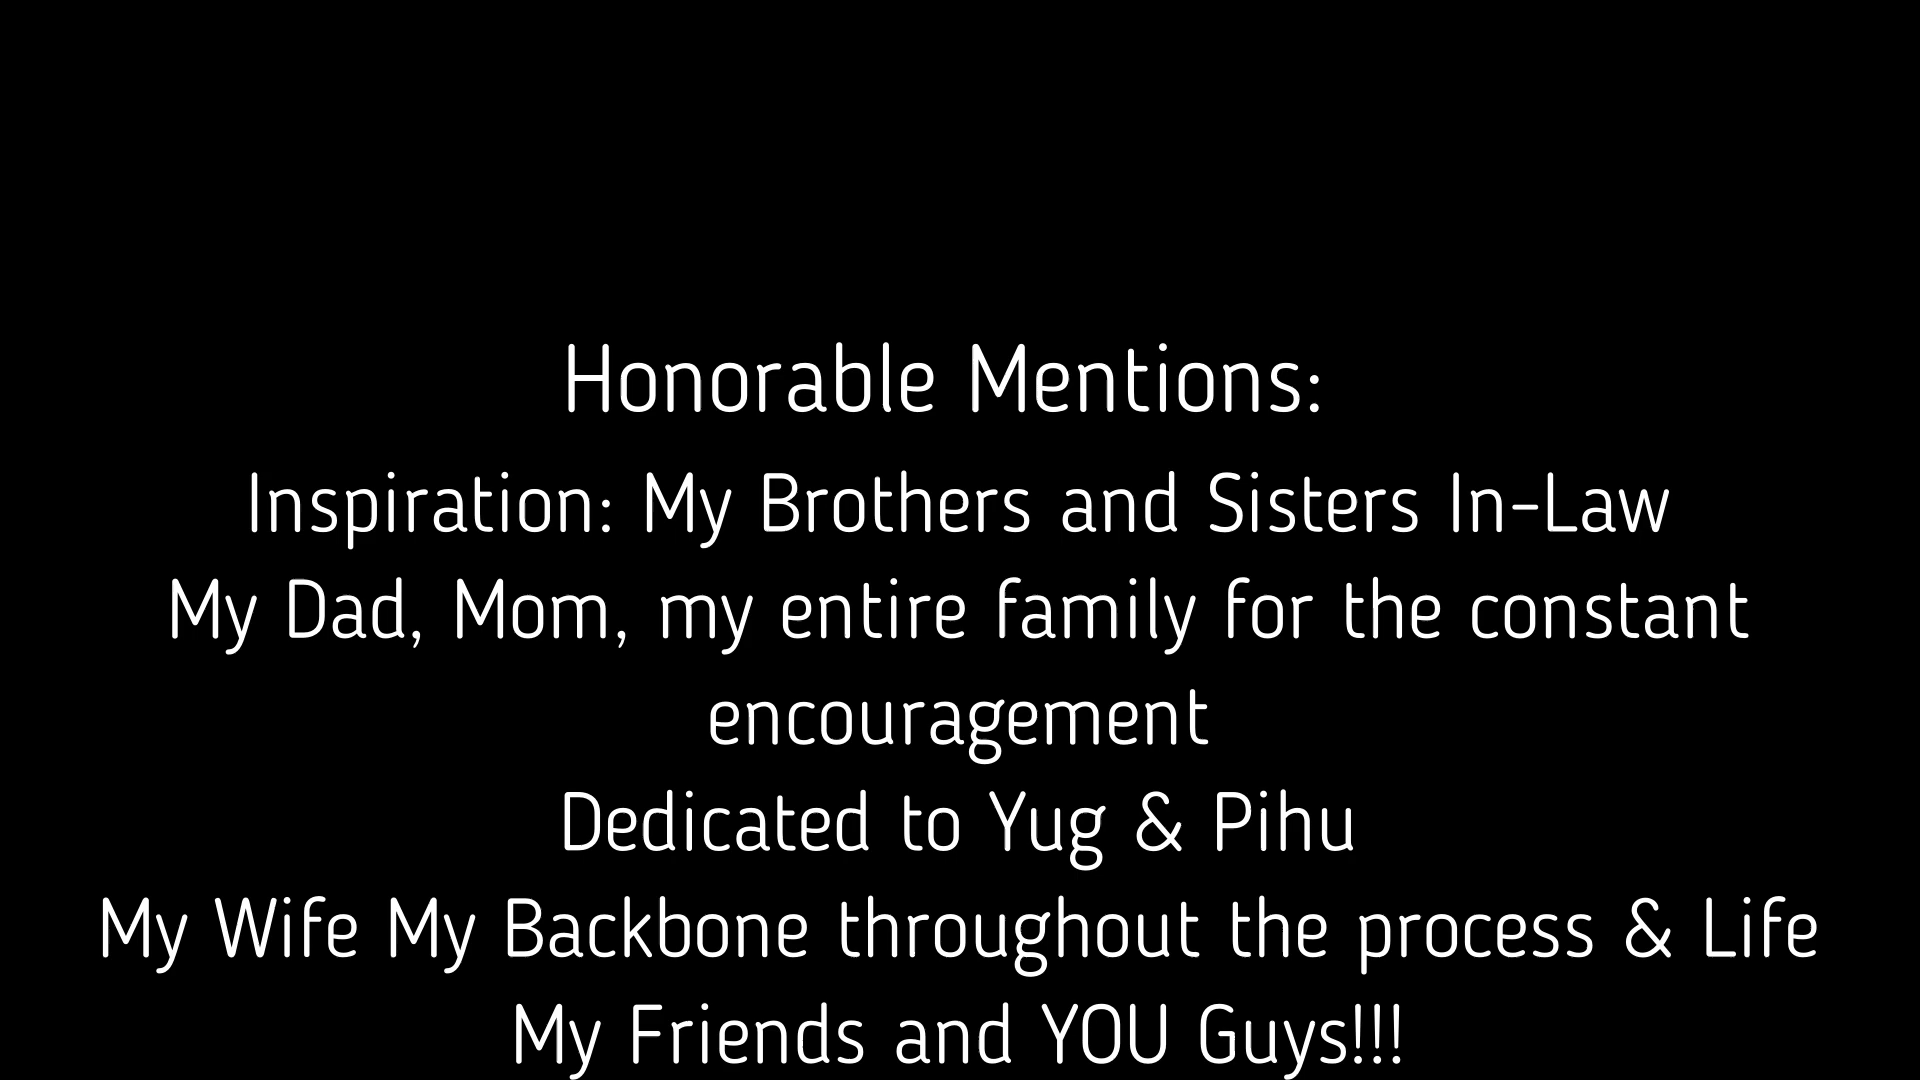 Honorable Mentions:
Inspiration: My Brothers and Sisters In-Law
My Dad, Mom, my entire family for the constant
encouragement
Dedicated to Yug & Pihu
My Wife My Backbone throughout the process & Life
My Friends and YOU Guys!!!